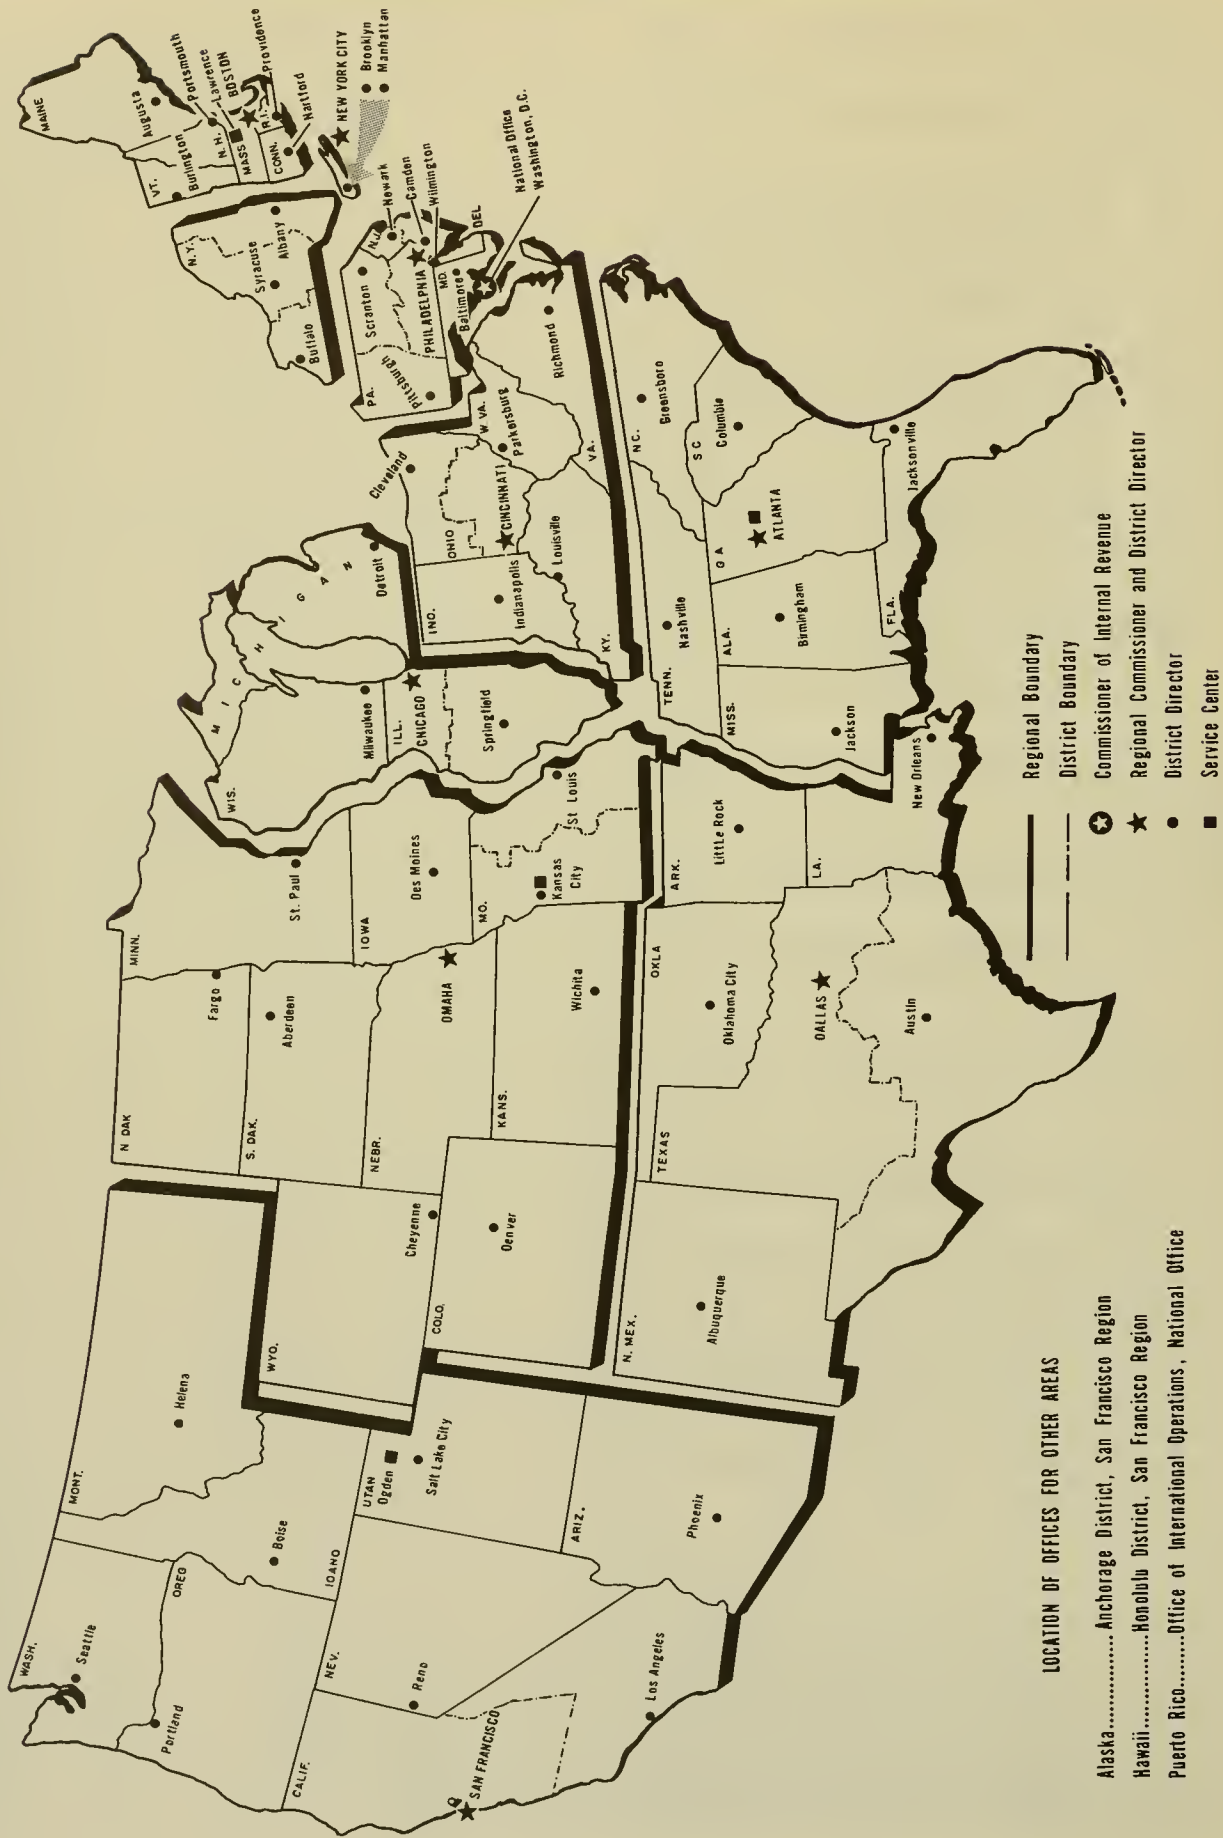 WASH.
Seattle
Portland
OREG
MONT.
Helena
Boise
IOAHO
NEV.
Reno
CALIF.
SAN FRANCISCO
Los Angeles
UTAH
Ogden
Salt Lake City
ARIZ.
Phoenix
WYO.
Cheyenne
COLO.
Oenver
N. MEX.
Albuquerque
N DAK
Fargo
S. DAK.
Aberdeen
NEBR.
OMAHA
KANS.
Wichita
MINN.
St. Paul
IOWA
Des Moines
MO.
Kansas
City
St Louis
OKLA
Oklahoma City
TEXAS
OALLAS
Austin
ARK.
LittLe Rock
LA.
New Orleans
WIS.
Milwaukee
MICHIGAN
Detroit
ILL.
CNICAGO
Springfield
INO.
Indianapolis
ONIO
Cleveland
CINCINNATI
KY.
Louisville
W. VA.
Parkersburg
VA.
Richmond
TENN.
Nashville
MISS.
Jackson
ALA.
Birmingham
GA
ATLANTA
FLA.
Jacksonville
N.C.
Greensboro
S C
Columbia
PA.
Pittsburgh
Scranton
PHILADELPNIA
N.J.
Newark
Camden
Wilmington
MD.
Baltimore
DEL
National Office
Washington, D.C.
N.Y.
Buffalo
Syracuse
Albany
NEW YORK CITY
Brooklyn
Manhattan
MAINE
Augusta
VT.
Burlington
N.H.
Portsmouth
MASS
Lawrence
BOSTON
R.I.
Providence
CONN.
Hartford
Regional Boundary
District Boundary
Commissioner of Internal Revenue
Regional Commissioner and District Director
District Director
Service Center
LOCATION OF OFFICES FOR OTHER AREAS
Alaska.............. Anchorage District, San Francisco Region
Hawaii..............Honolulu District, San Francisco Region
Puerto Rico........Office of International Operations, National Office